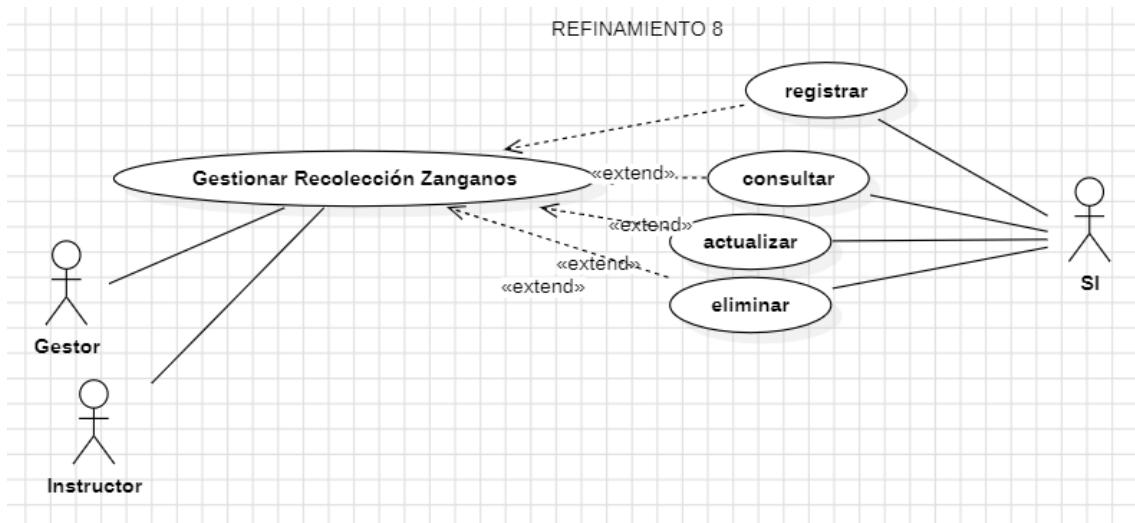 REFINAMIENTO 8
registrar
Gestionar Recolección Zanganos
«extend»
consultar
«extend»
actualizar
«extend»
«extend»
eliminar
SI
Gestor
Instructor